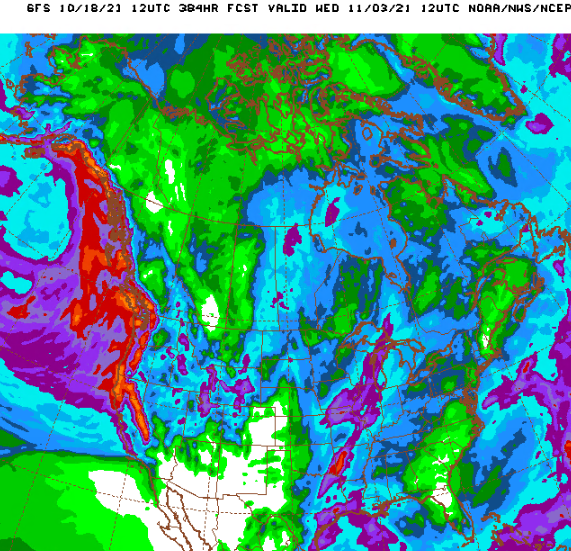 GFS 10/18/21 12UTC 384HR FCST VALID WED 11/03/21 12UTC NOAA/NWS/NCEP